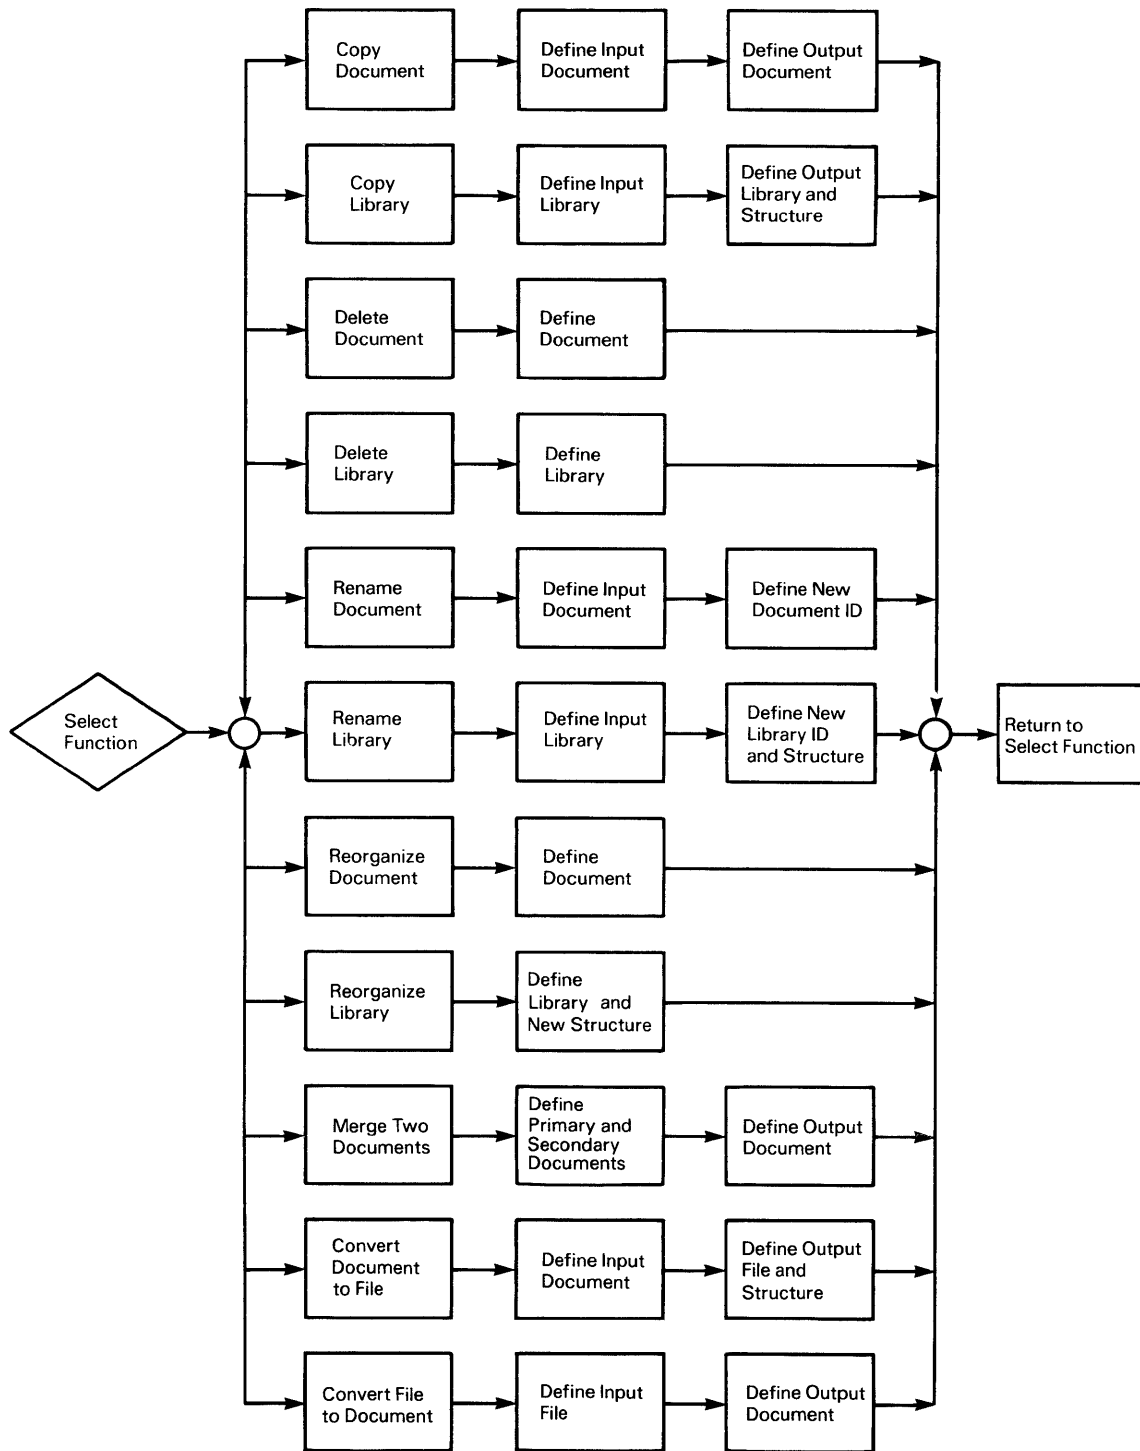 Copy
Document
Define Input
Document
Define Output
Document
Copy
Library
Define Input
Library
Define Output
Library and
Structure
Delete
Document
Define
Document
Delete
Library
Define
Library
Rename
Document
Define Input
Document
Define New
Document ID
Select
Function
Rename
Library
Define Input
Library
Define New
Library ID
and Structure
Return to
Select Function
Reorganize
Document
Define
Document
Reorganize
Library
Define
Library and
New Structure
Merge Two
Documents
Define
Primary and
Secondary
Documents
Define Output
Document
Convert
Document
to File
Define Input
Document
Define Output
File and
Structure
Convert File
to Document
Define Input
File
Define Output
Document